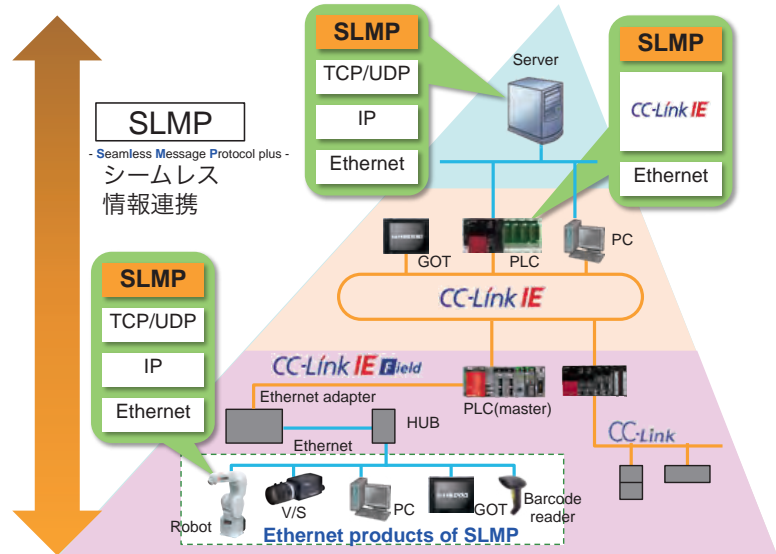 SLMP
TCP/UDP
IP
Ethernet
Server
SLMP
CC-Link IE
Ethernet
SLMP
- Seamless Message Protocol plus -
シームレス
情報連携
GOT
PLC
PC
CC-Link IE
SLMP
TCP/UDP
IP
Ethernet
CC-Link IE Field
Ethernet adapter
PLC(master)
HUB
Ethernet
CC-Link
Robot
V/S
PC
GOT
Barcode
reader
Ethernet products of SLMP